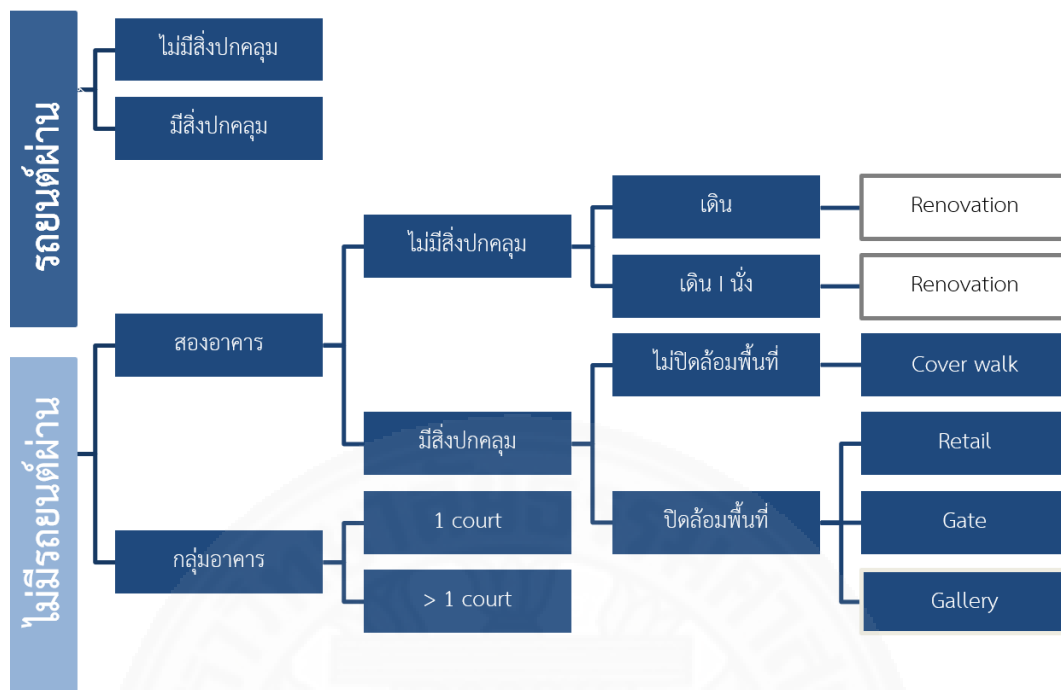 รถยนต์ผ่าน
ไม่มีสิ่งปกคลุม
มีสิ่งปกคลุม
ไม่มีรถยนต์ผ่าน
สองอาคาร
ไม่มีสิ่งปกคลุม
เดิน
Renovation
เดิน I นั่ง
Renovation
มีสิ่งปกคลุม
ไม่ปิดล้อมพื้นที่
Cover walk
ปิดล้อมพื้นที่
Retail
Gate
Gallery
กลุ่มอาคาร
1 court
> 1 court